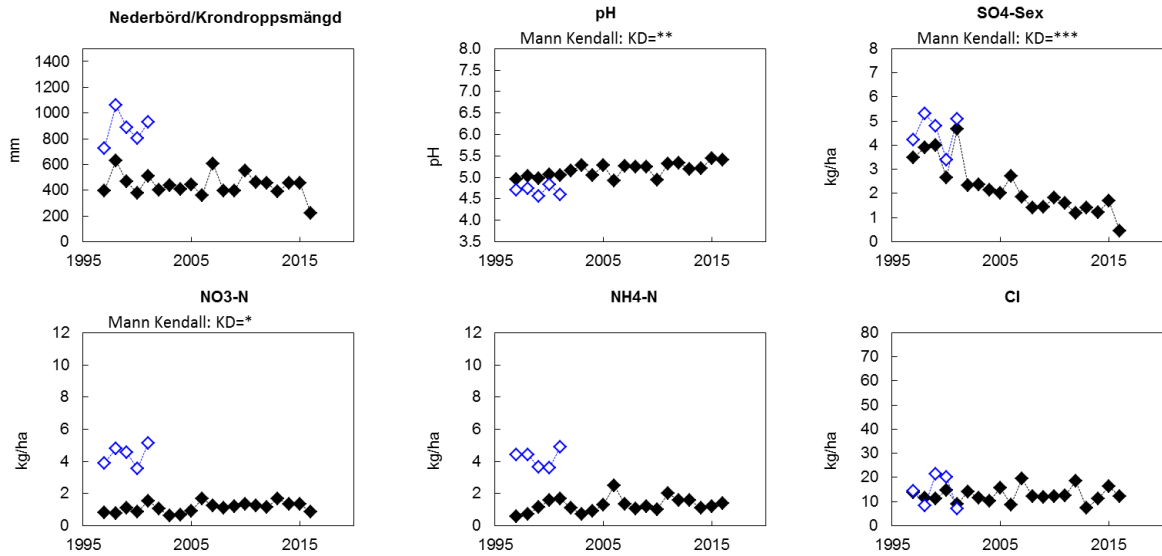 Nederbörd/Krondroppsmängd
mm
1400
1200
1000
800
600
400
200
0
1995 2005 2015
pH
Mann Kendall: KD=**
pH
8.0
7.5
7.0
6.5
6.0
5.5
5.0
4.5
4.0
3.5
1995 2005 2015
SO4-Sex
Mann Kendall: KD=***
kg/ha
8
7
6
5
4
3
2
1
0
1995 2005 2015
NO3-N
Mann Kendall: KD=*
kg/ha
12
10
8
6
4
2
0
1995 2005 2015
NH4-N
kg/ha
12
10
8
6
4
2
0
1995 2005 2015
Cl
kg/ha
80
70
60
50
40
30
20
10
0
1995 2005 2015